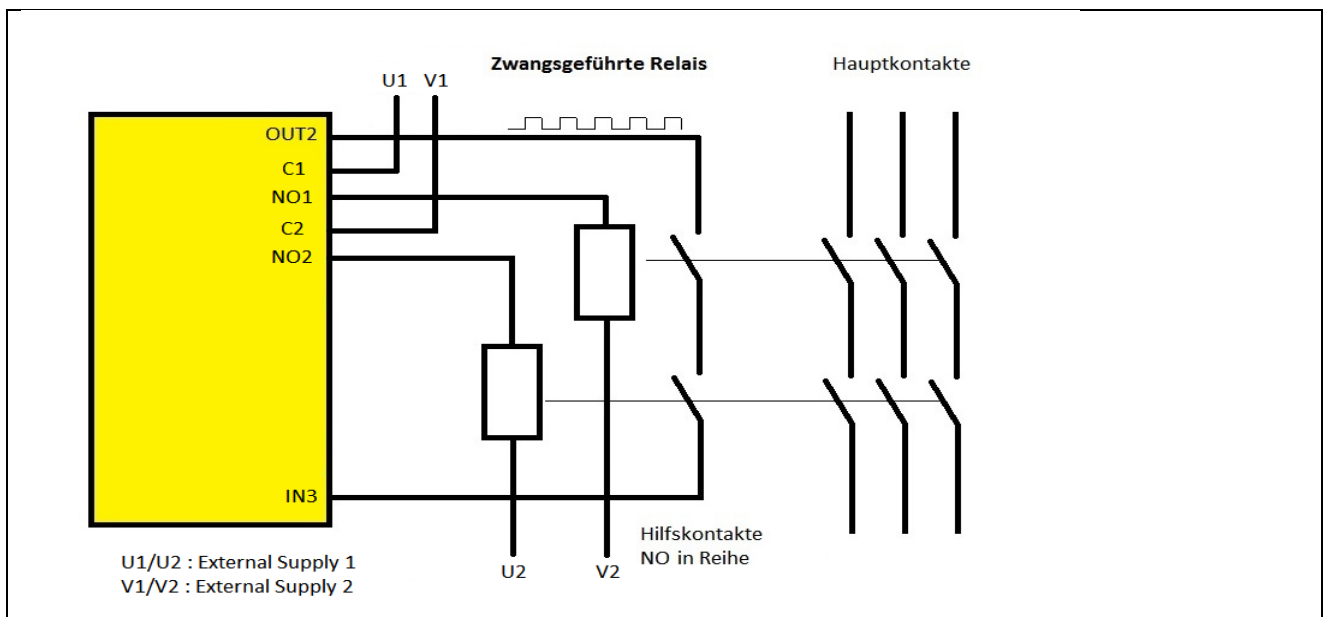 Zwangsgeführte Relais
Hauptkontakte
U1 V1
OUT2
C1
NO1
C2
NO2
IN3
Hilfskontakte
NO in Reihe
U2
V2
U1/U2 : External Supply 1
V1/V2 : External Supply 2